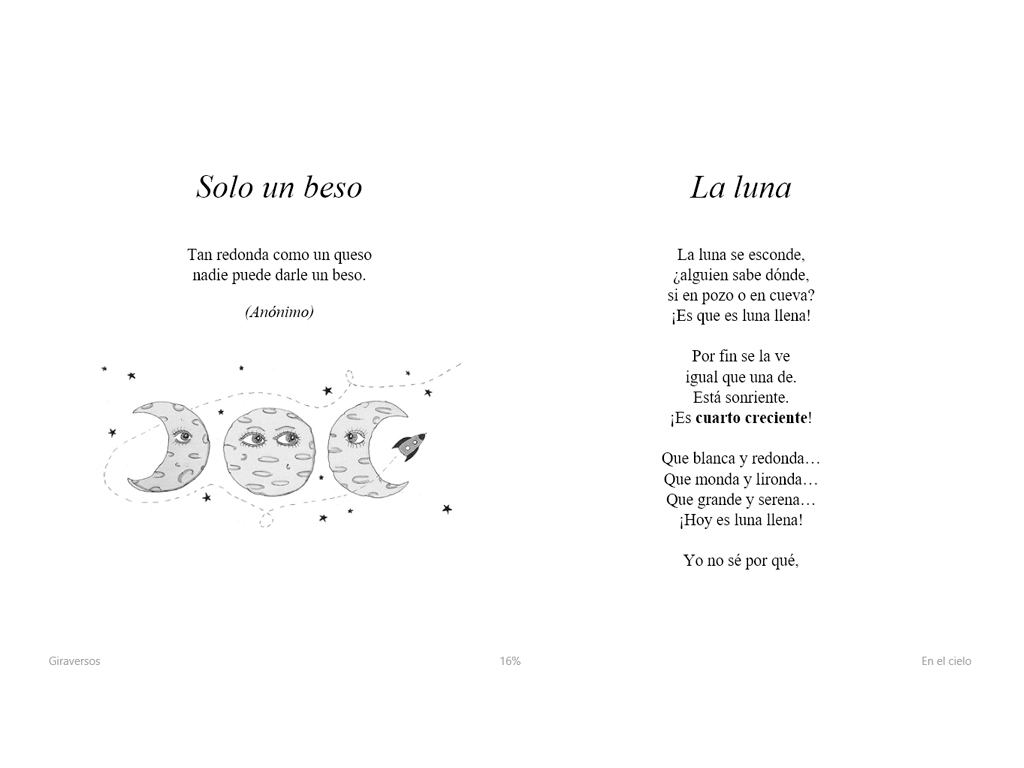 Solo un beso
Tan redonda como un queso
nadie puede darle un beso.
(Anónimo)
La luna
La luna se esconde,
¿alguien sabe dónde,
si en pozo o en cueva?
¡Es que es luna llena!
Por fin se la ve
igual que una de.
Está sonriente.
¡Es cuarto creciente!
Que blanca y redonda…
Que monda y lironda…
Que grande y serena…
¡Hoy es luna llena!
Yo no sé por qué,
Giraversos
16%
En el cielo